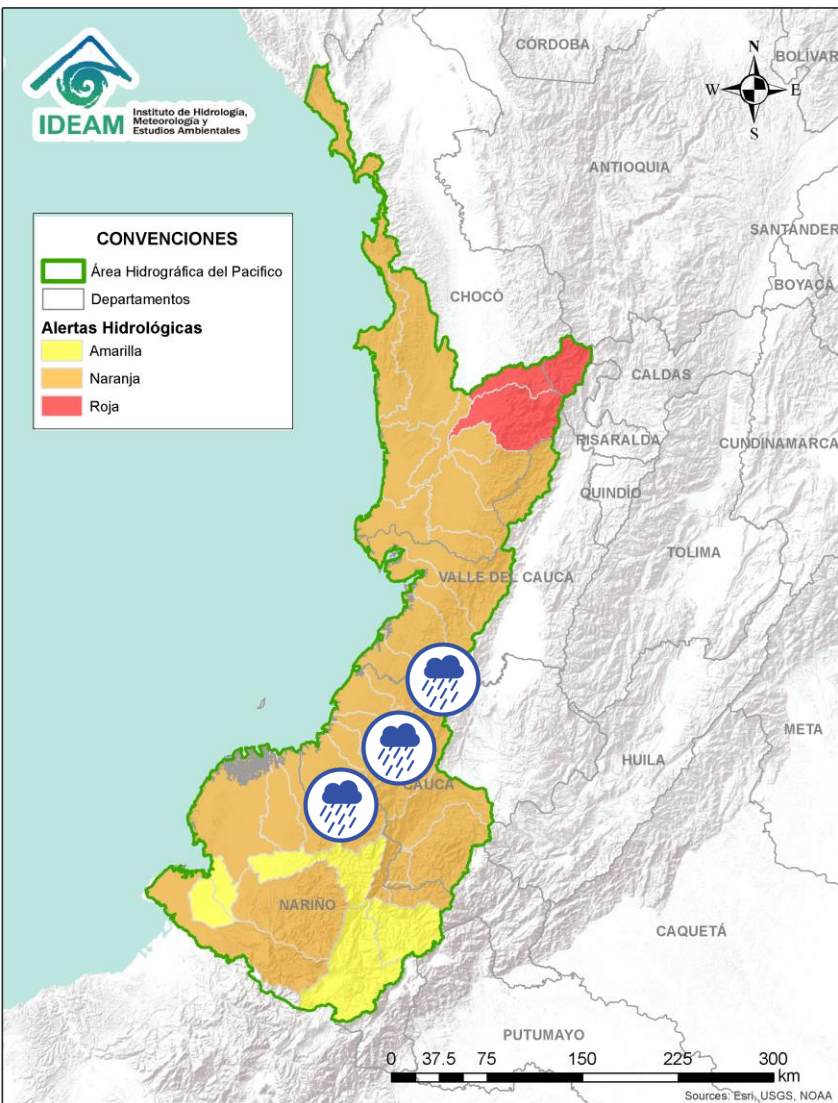 IDEAM
Instituto de Hidrología,
Meteorología y
Estudios Ambientales
CÓRDOBA
BOLÍVAR
N
W
E
S
ANTIOQUIA
SANTANDER
BOYACÁ
CONVENCIONES
Área Hidrográfica del Pacifico
Departamentos
Alertas Hidrológicas
Amarilla
Naranja
Roja
CHOCÓ
CALDAS
RISARALDA
CUNDINAMARCA
QUINDÍO
TOLIMA
VALLE DEL CAUCA
META
HUILA
CAUCA
NARIÑO
CAQUETÁ
PUTUMAYO
0 37.5 75 150 225 300
km
Sources: Esri, USGS, NOAA